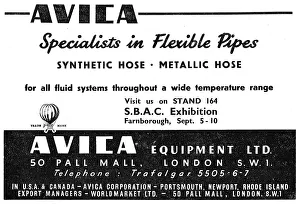 AVICA
Specialists in Flexible Pipes
SYNTHETIC HOSE • METALLIC HOSE
for all fluid systems throughout a wide temperature range
Visit us on STAND 164
S.B.A.C. Exhibition
Farnborough, Sept. 5-10
TRADE MARK
AVICA EQUIPMENT LTD.
50 PALL MALL, LONDON S.W.1.
Telephone: Trafalgar 5505-6-7
IN U.S.A. & CANADA — AVICA CORPORATION - PORTSMOUTH, NEWPORT, RHODE ISLAND
EXPORT MANAGERS - WORLDMARKET LTD. - 50 PALL MALL, LONDON, S.W.1.